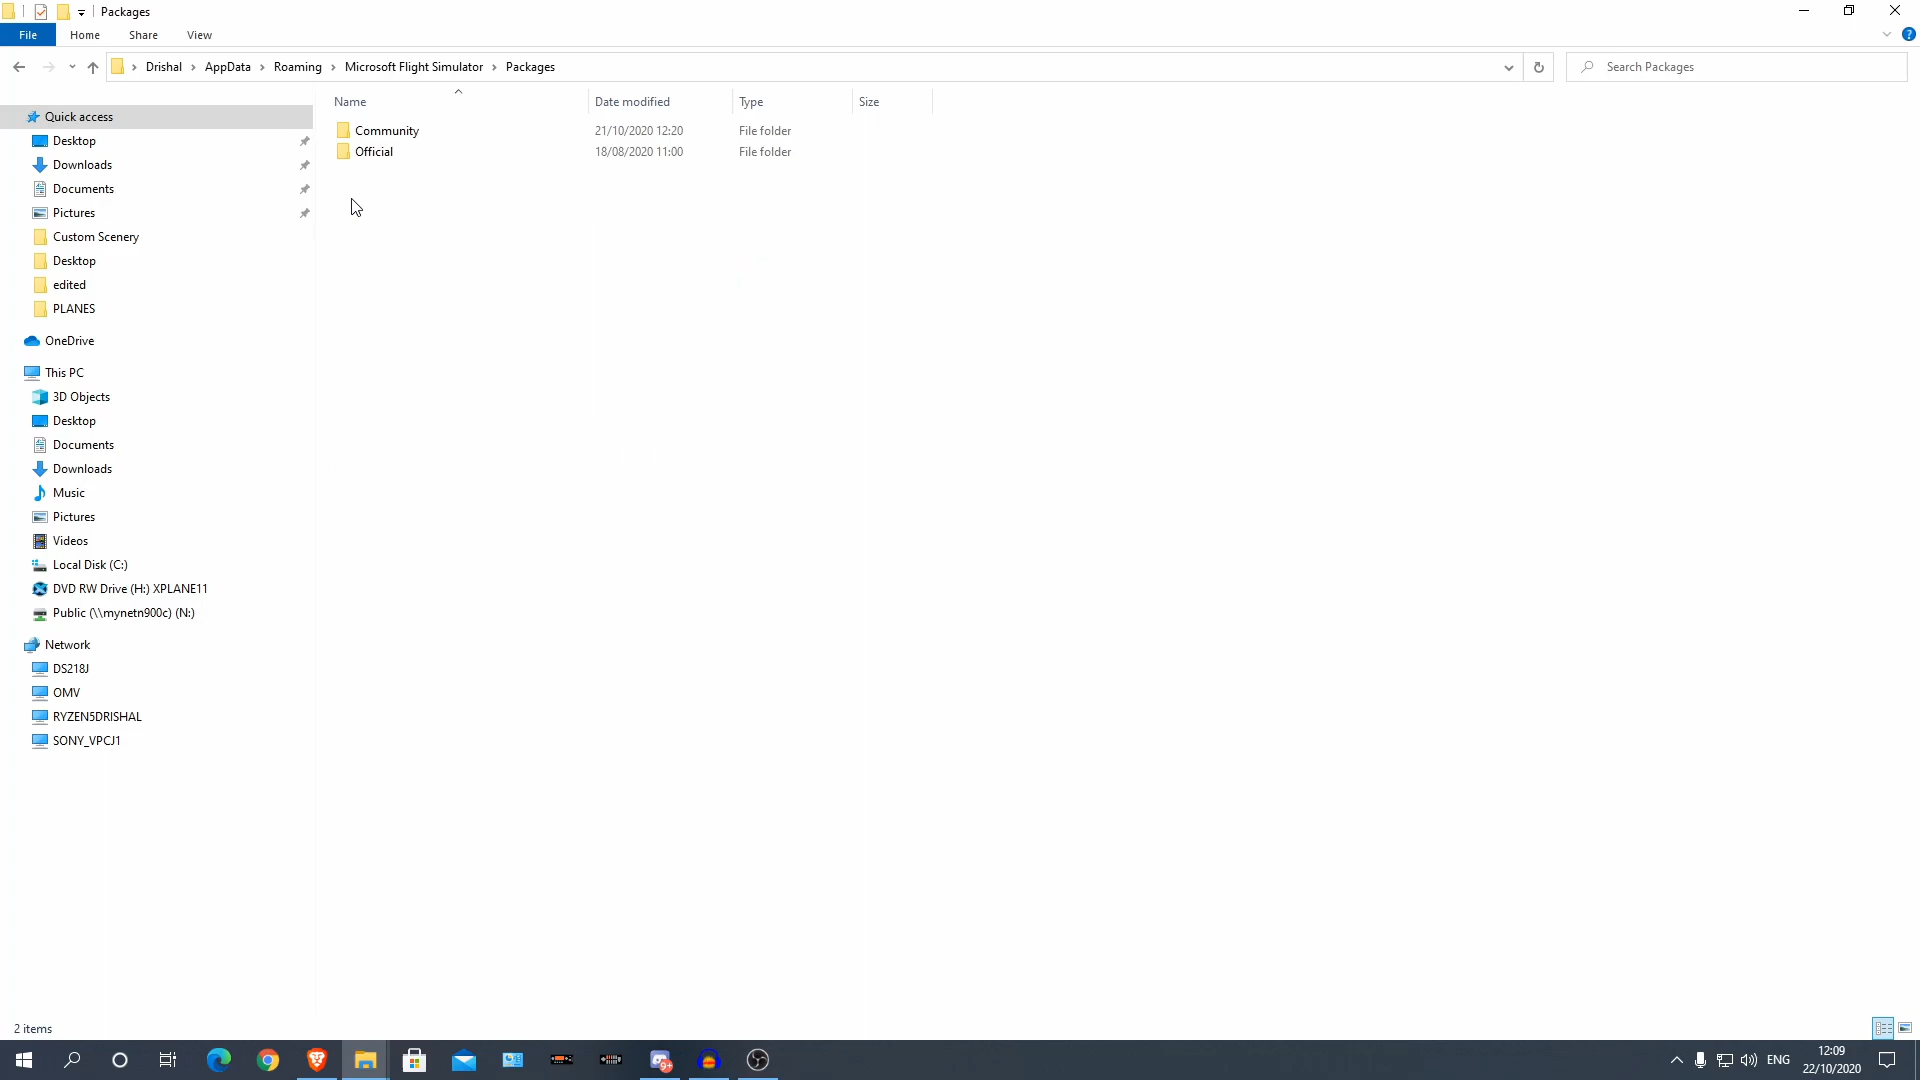 Packages
File Home Share View
Drishal AppData Roaming Microsoft Flight Simulator Packages
Search Packages
Name Date modified Type Size
Community 21/10/2020 12:20 File folder
Official 18/08/2020 11:00 File folder
Quick access
Desktop
Downloads
Documents
Pictures
Custom Scenery
Desktop
edited
PLANES
OneDrive
This PC
3D Objects
Desktop
Documents
Downloads
Music
Pictures
Videos
Local Disk (C:)
DVD RW Drive (H:) XPLANE11
Public (\\mynetn900c) (N:)
Network
DS218J
OMV
RYZEN5DRISHAL
SONY_VPCJ1
2 items
9+
ENG
12:09
22/10/2020